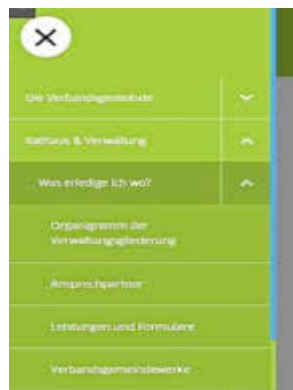 Die Verbandsgemeinde
Rathaus & Verwaltung
Was erledige ich wo?
Organigramm der
Verwaltungsgliederung
Ansprechpartner
Leistungen und Formulare
Verbandsgemeindewerke